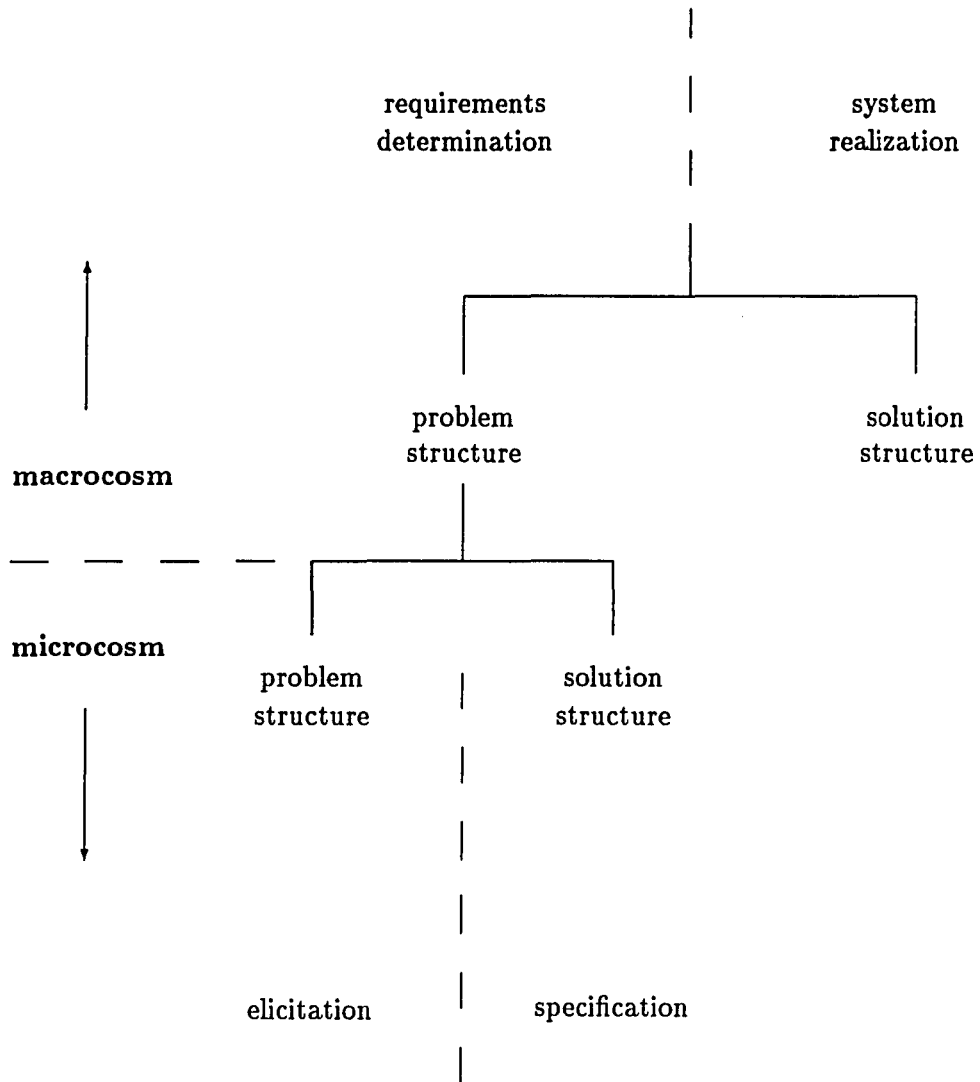 requirements
determination
system
realization
problem
structure
solution
structure
macrocosm
microcosm
problem
structure
solution
structure
elicitation
specification